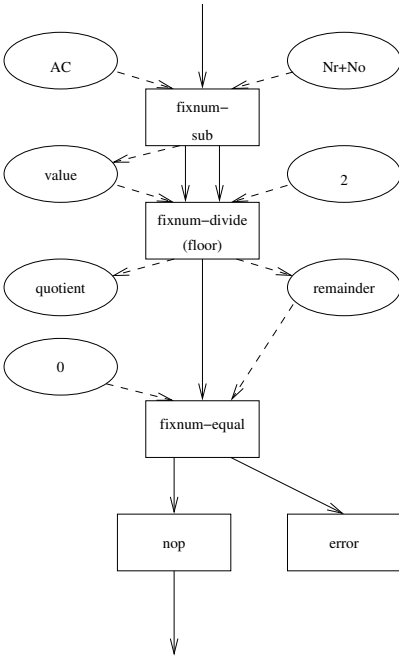 AC
Nr+No
fixnum−
sub
value
2
fixnum−divide
(floor)
quotient
remainder
0
fixnum−equal
nop
error